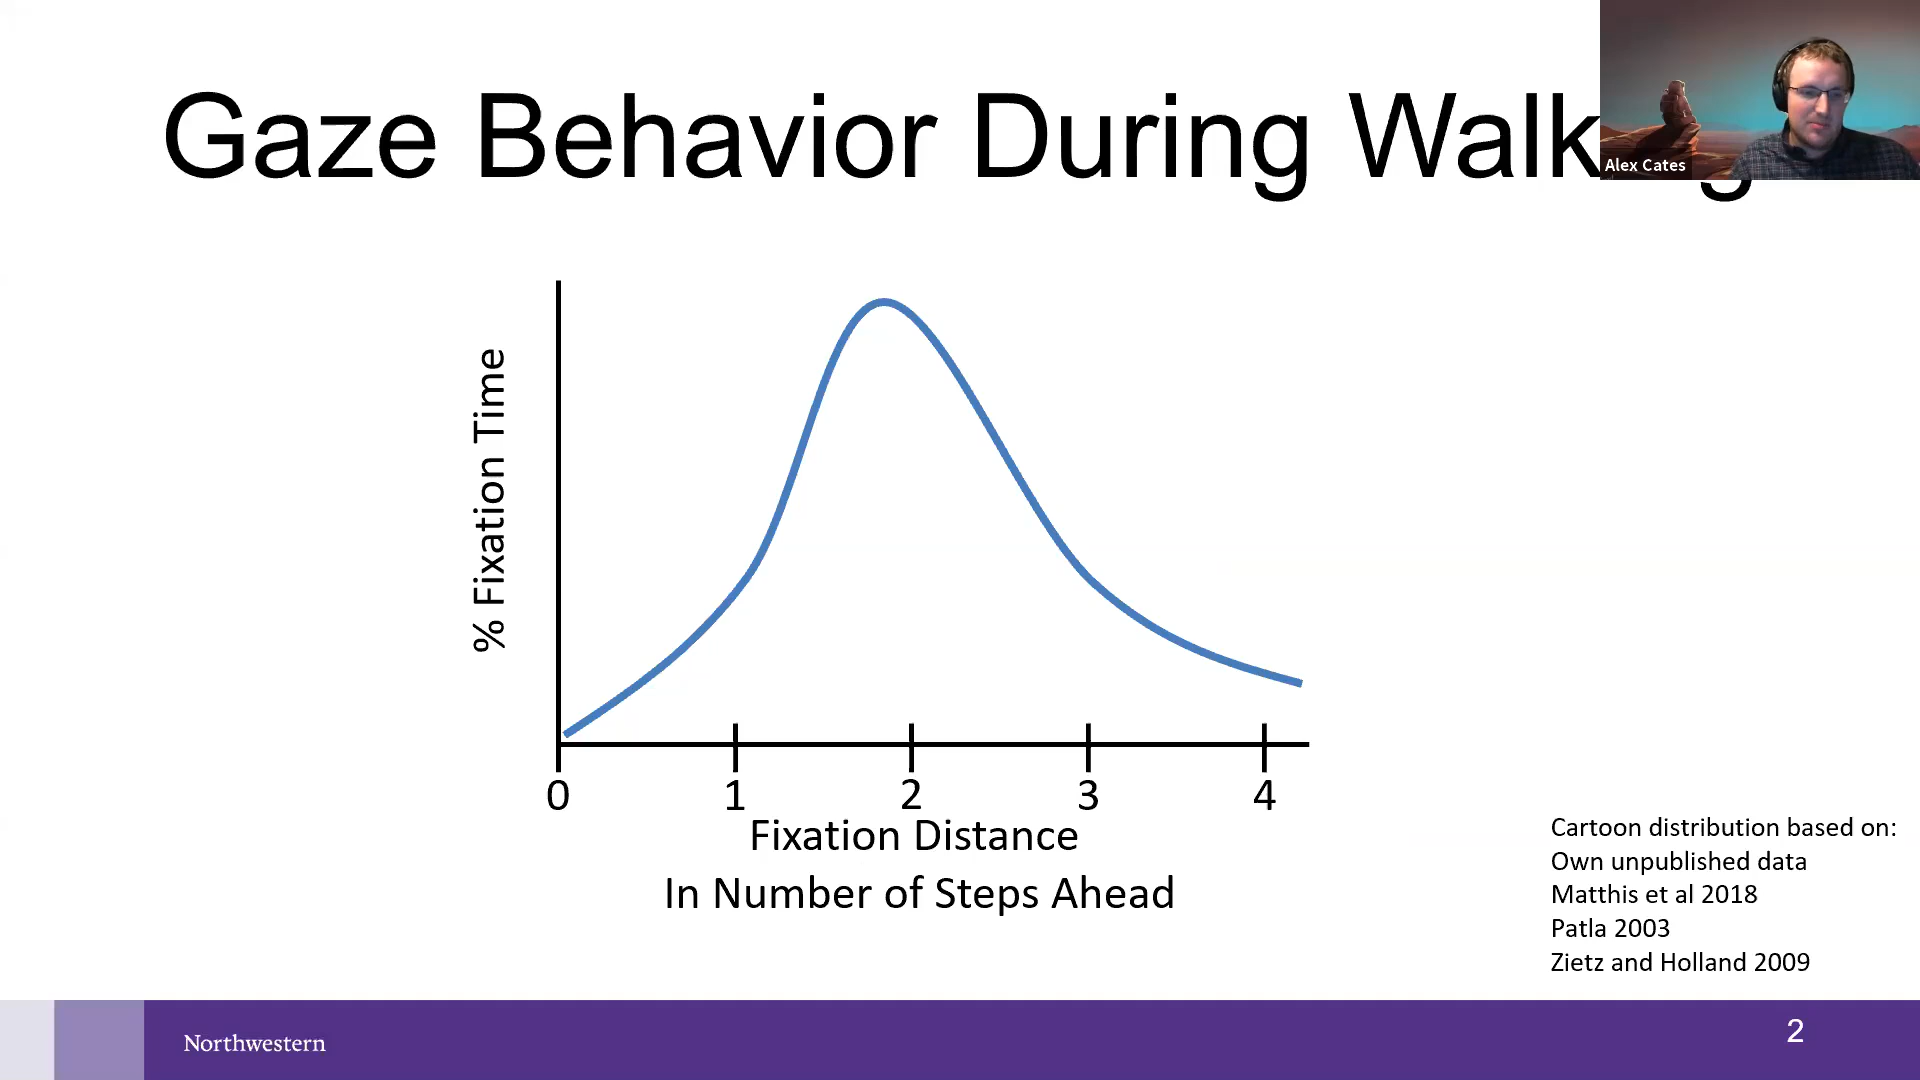 Gaze Behavior During Walk
Alex Cates
% Fixation Time
0 1 2 3 4
Fixation Distance
In Number of Steps Ahead
Cartoon distribution based on:
Own unpublished data
Matthis et al 2018
Patla 2003
Zietz and Holland 2009
Northwestern
2